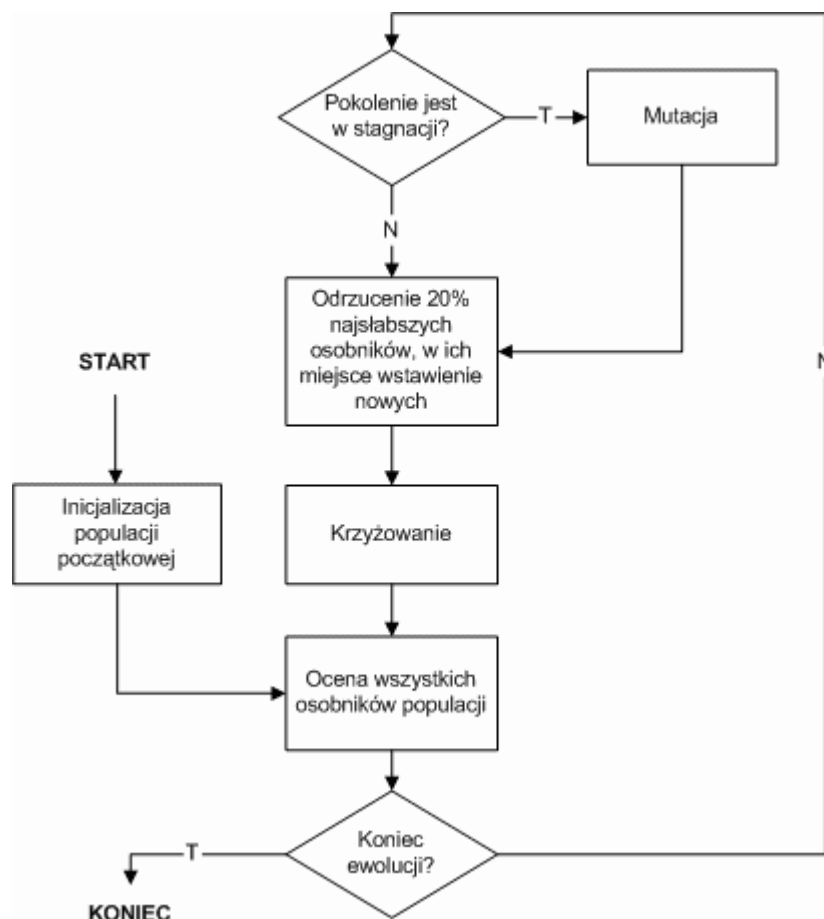 Pokolenie jest
w stagnacji?
T
Mutacja
N
Odrzucenie 20%
najsłabszych
osobników, w ich
miejsce wstawienie
nowych
START
N
Inicjalizacja
populacji
początkowej
Krzyżowanie
Ocena wszystkich
osobników populacji
Koniec
ewolucji?
T
KONIEC